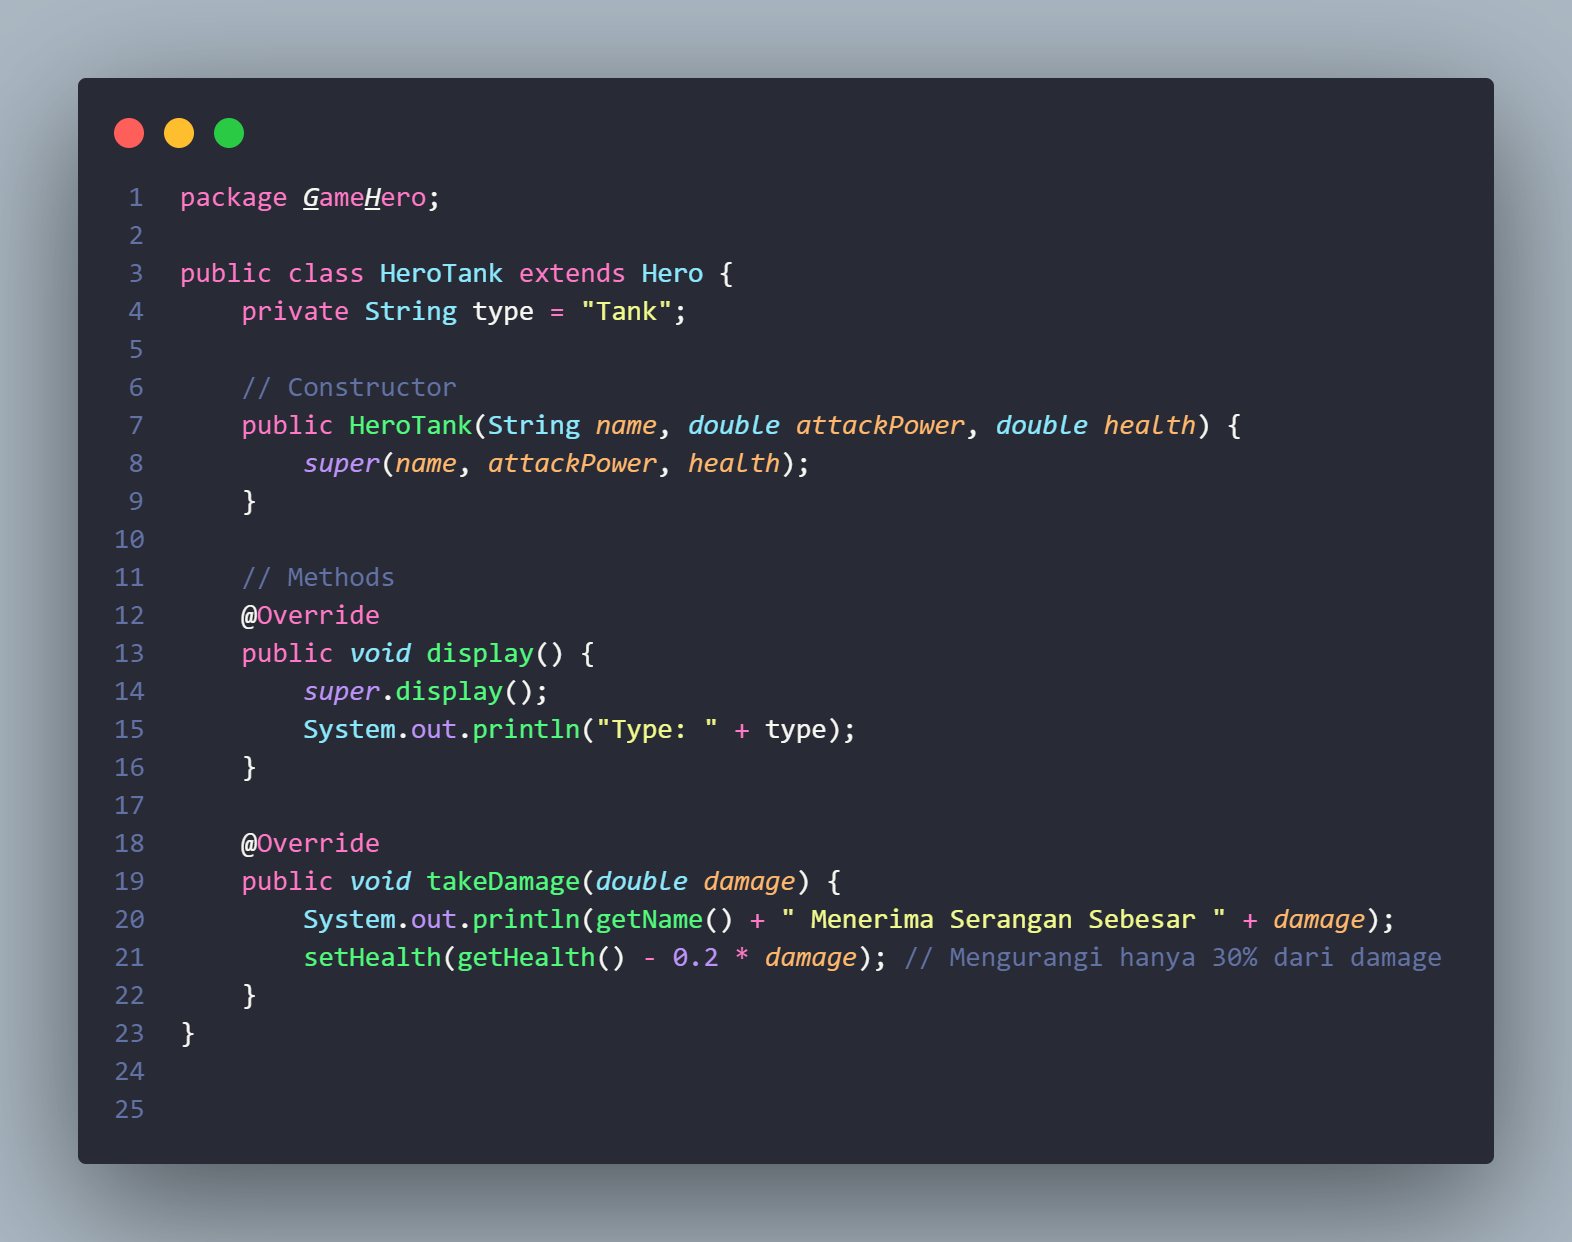 1 package GameHero;
2
3 public class HeroTank extends Hero {
4     private String type = "Tank";
5
6     // Constructor
7     public HeroTank(String name, double attackPower, double health) {
8         super(name, attackPower, health);
9     }
10
11     // Methods
12     @Override
13     public void display() {
14         super.display();
15         System.out.println("Type: " + type);
16     }
17
18     @Override
19     public void takeDamage(double damage) {
20         System.out.println(getName() + " Menerima Serangan Sebesar " + damage);
21         setHealth(getHealth() - 0.2 * damage); // Mengurangi hanya 30% dari damage
22     }
23 }
24
25